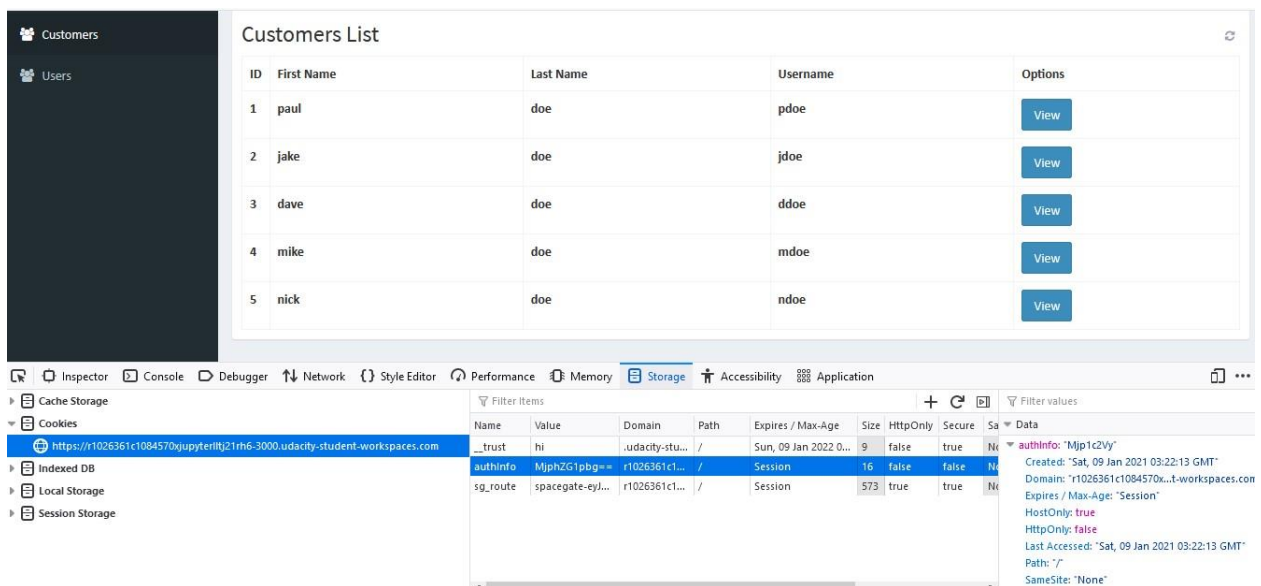 Customers
Users
Customers List
ID First Name Last Name Username Options
1 paul doe pdoe View
2 jake doe jdoe View
3 dave doe ddoe View
4 mike doe mdoe View
5 nick doe ndoe View
Inspector Console Debugger Network Style Editor Performance Memory Storage Accessibility Application
Cache Storage
Cookies
https://r1026361c1084570xjupyterlltj21rh6-3000.udacity-student-workspaces.com
Indexed DB
Local Storage
Session Storage
Filter Items
Name Value Domain Path Expires / Max-Age Size HttpOnly Secure Sa
__trust hi .udacity-stu... / Sun, 09 Jan 2022 0... 9 false true No
authInfo MjphZG1pbg== r1026361c1... / Session 16 false false No
sg_route spacegate-eyJ... r1026361c1... / Session 573 true true No
Filter values
Data
authInfo: "Mjp1c2Vy"
Created: "Sat, 09 Jan 2021 03:22:13 GMT"
Domain: "r1026361c1084570x...t-workspaces.com
Expires / Max-Age: "Session"
HostOnly: true
HttpOnly: false
Last Accessed: "Sat, 09 Jan 2021 03:22:13 GMT"
Path: "/"
SameSite: "None"